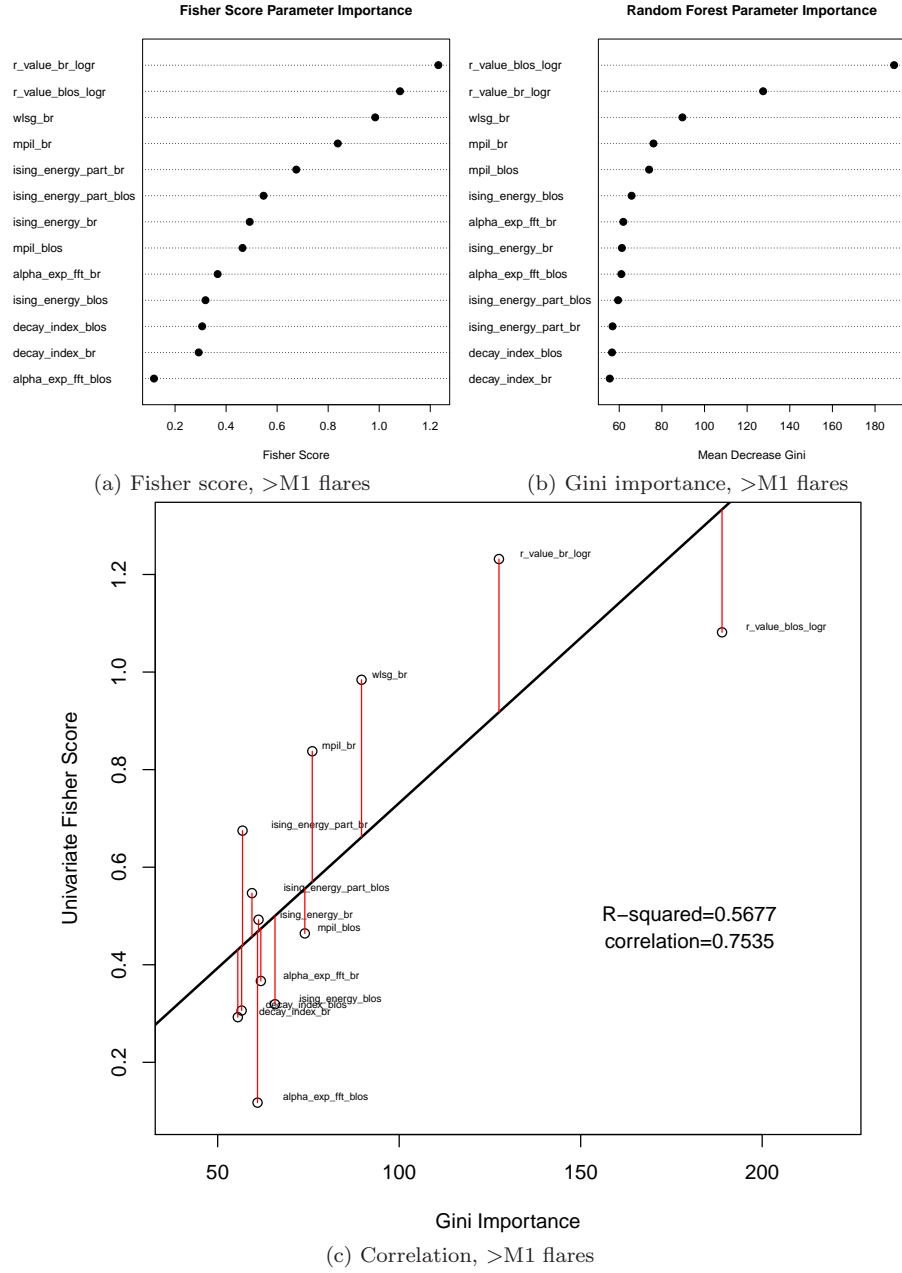 Fisher Score Parameter Importance
r_value_br_logr
r_value_blos_logr
wlsg_br
mpil_br
ising_energy_part_br
ising_energy_part_blos
ising_energy_br
mpil_blos
alpha_exp_fft_br
ising_energy_blos
decay_index_blos
decay_index_br
alpha_exp_fft_blos
0.2 0.4 0.6 0.8 1.0 1.2
Fisher Score
(a) Fisher score, >M1 flares
Random Forest Parameter Importance
r_value_blos_logr
r_value_br_logr
wlsg_br
mpil_br
mpil_blos
ising_energy_blos
alpha_exp_fft_br
ising_energy_br
alpha_exp_fft_blos
ising_energy_part_blos
ising_energy_part_br
decay_index_blos
decay_index_br
60 80 100 120 140 160 180
Mean Decrease Gini
(b) Gini importance, >M1 flares
Univariate Fisher Score
1.2
1.0
0.8
0.6
0.4
0.2
r_value_br_logr
r_value_blos_logr
wlsg_br
mpil_br
ising_energy_part_br
ising_energy_part_blos
ising_energy_br
mpil_blos
R−squared=0.5677
correlation=0.7535
alpha_exp_fft_br
ising_energy_blos
decay_index_blos
decay_index_br
alpha_exp_fft_blos
50 100 150 200
Gini Importance
(c) Correlation, >M1 flares